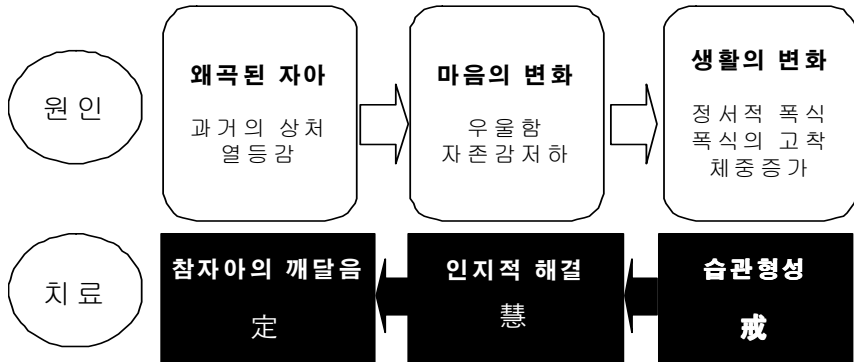 원인
왜곡된 자아
과거의 상처
열등감
마음의 변화
우울함
자존감저하
생활의 변화
정서적 폭식
폭식의 고착
체중증가
치료
참자아의 깨달음
定
인지적 해결
慧
습관형성
戒